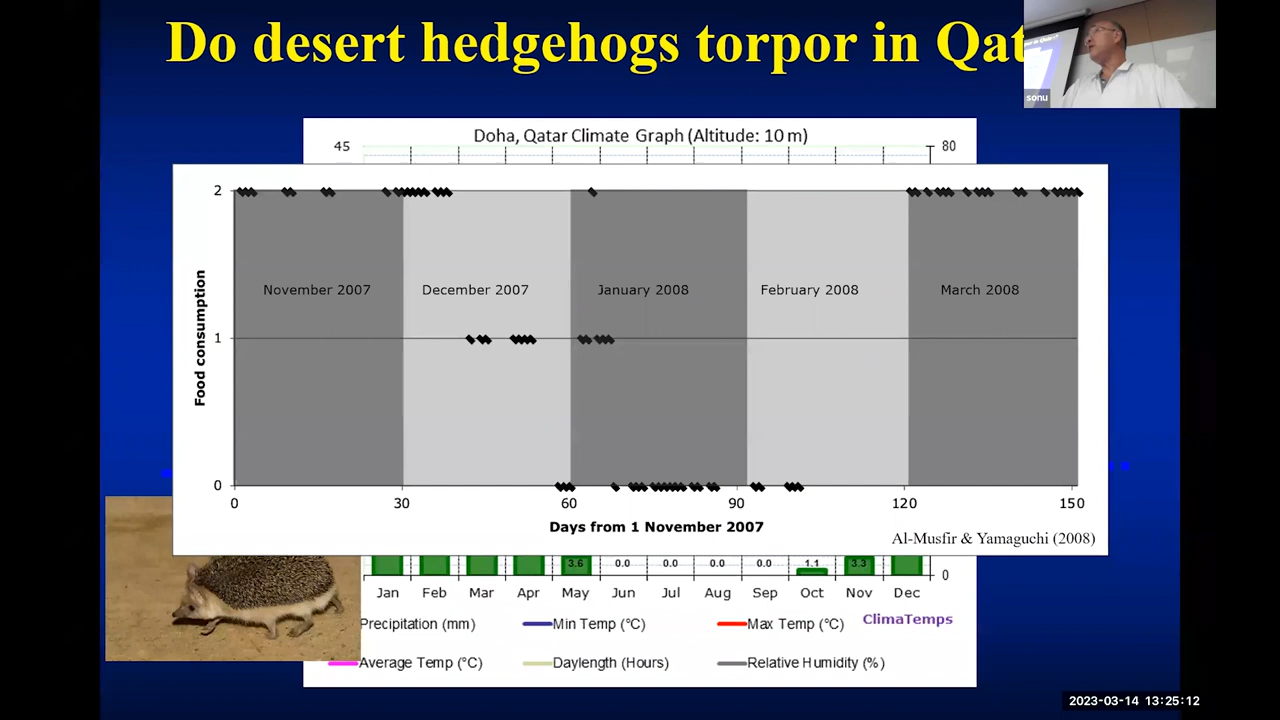 Do desert hedgehogs torpor in Qat
sonu
Doha, Qatar Climate Graph (Altitude: 10 m)
45
80
2
November 2007
December 2007
January 2008
February 2008
March 2008
Food consumption
1
0
0
30
60
90
120
150
Days from 1 November 2007
Al-Musfir & Yamaguchi (2008)
3.6
0.0
0.0
0.0
0.0
1.1
3.3
0
Jan
Feb
Mar
Apr
May
Jun
Jul
Aug
Sep
Oct
Nov
Dec
ClimaTemps
Precipitation (mm)
Min Temp (°C)
Max Temp (°C)
Average Temp (°C)
Daylength (Hours)
Relative Humidity (%)
2023-03-14 13:25:12